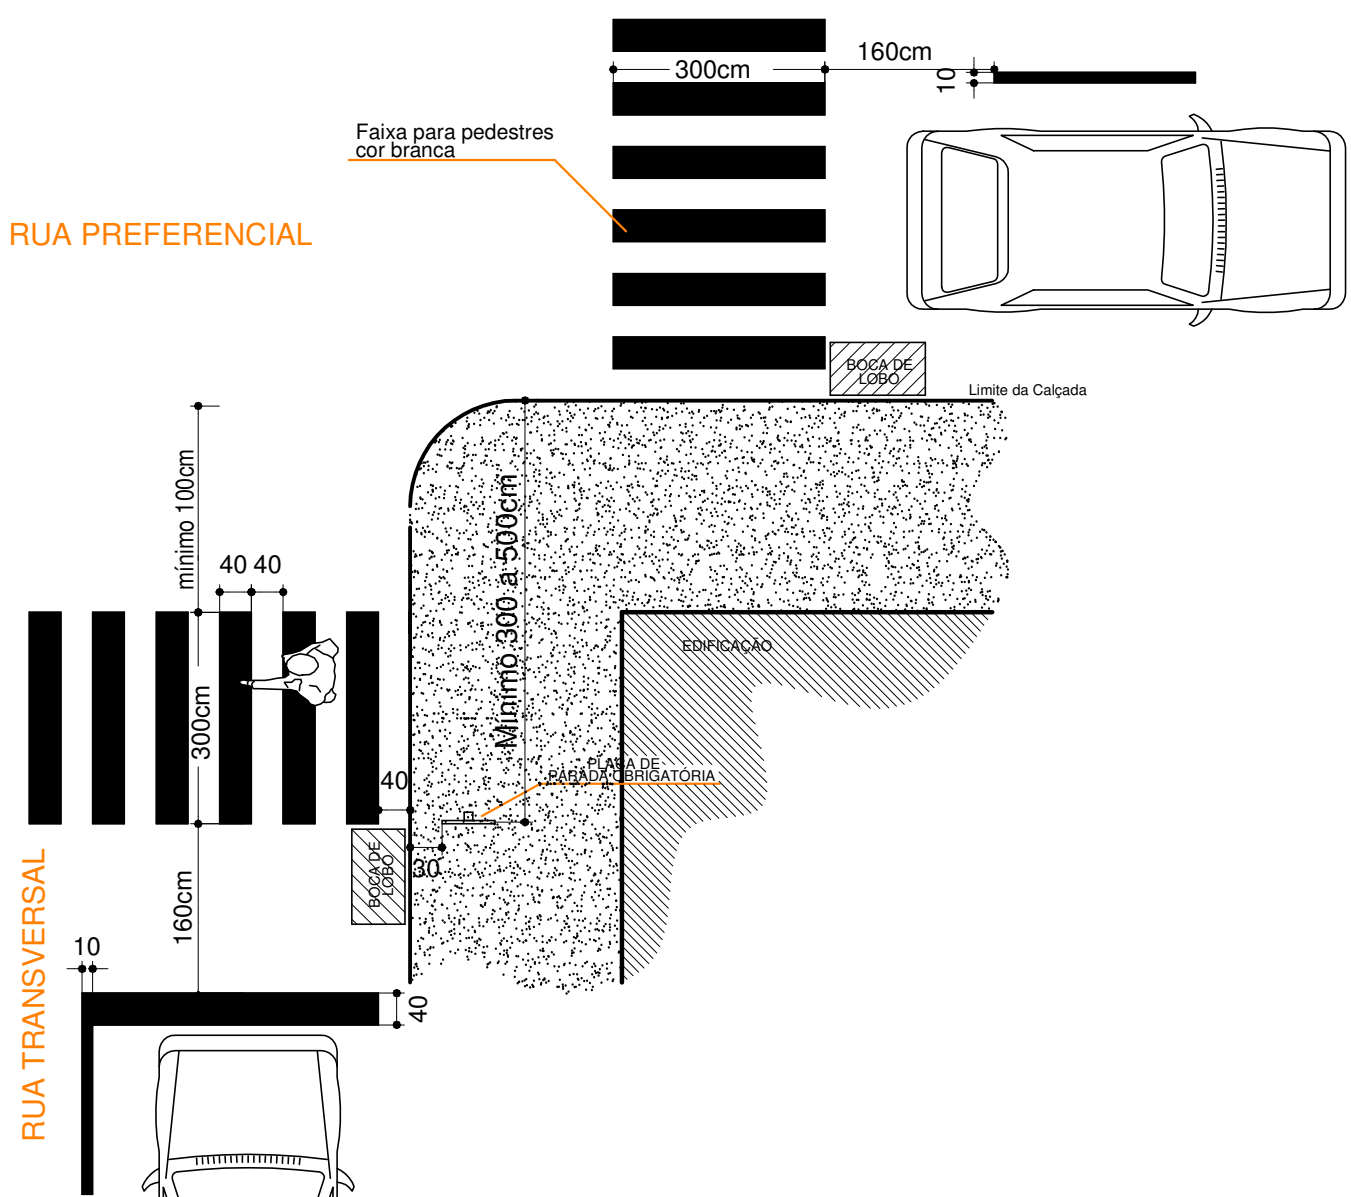 160cm
300cm
10
Faixa para pedestres
cor branca
RUA PREFERENCIAL
BOCA DE
LOBO
Limite da Calçada
mínimo 100cm
Mínimo 300 a 500cm
40 40
EDIFICAÇÃO
300cm
PLACA DE
PARADA OBRIGATÓRIA
40
30
BOCA DE
LOBO
160cm
RUA TRANSVERSAL
10
40